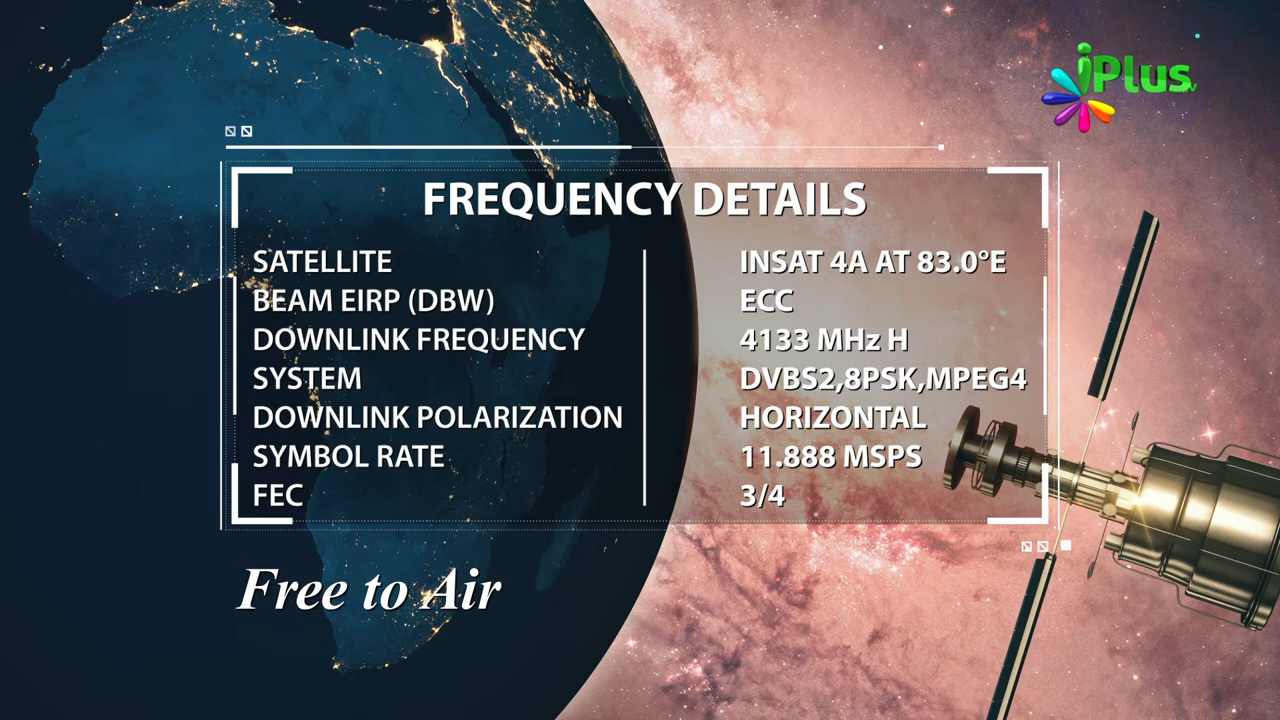 iPlus tv
FREQUENCY DETAILS
SATELLITE INSAT 4A AT 83.0°E
BEAM EIRP (DBW) ECC
DOWNLINK FREQUENCY 4133 MHz H
SYSTEM DVBS2,8PSK,MPEG4
DOWNLINK POLARIZATION HORIZONTAL
SYMBOL RATE 11.888 MSPS
FEC 3/4
Free to Air